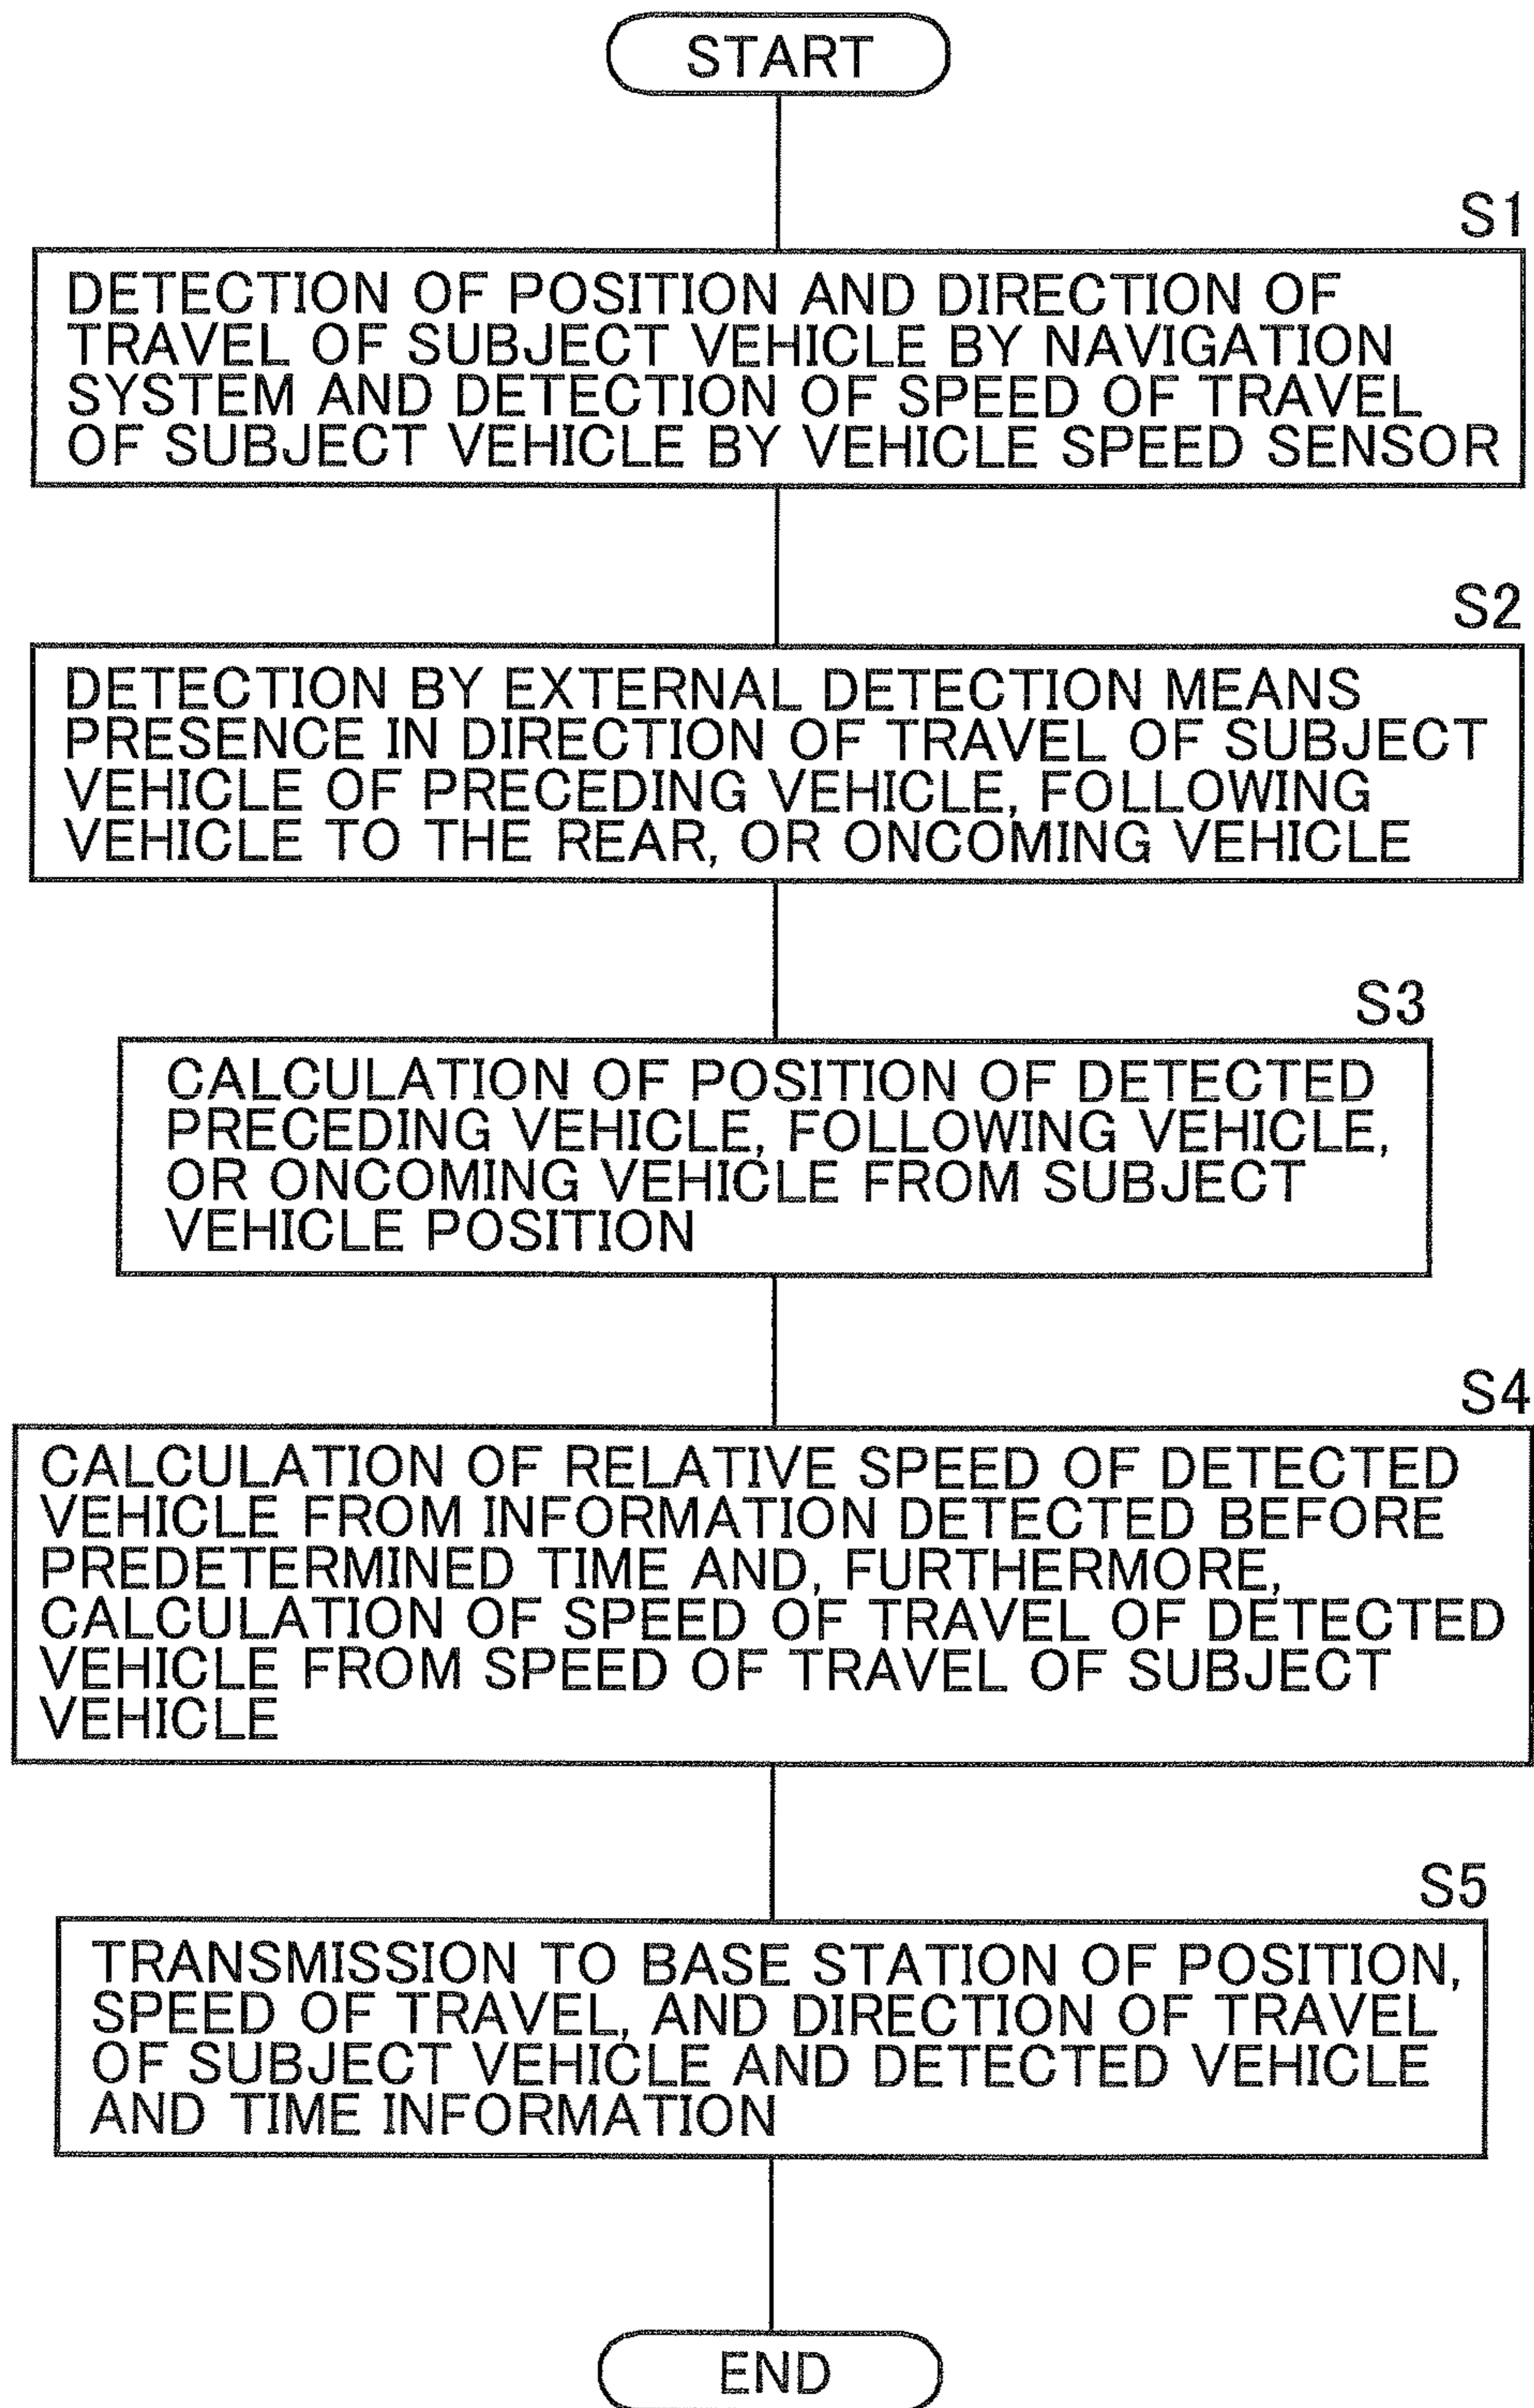 START
S1
DETECTION OF POSITION AND DIRECTION OF
TRAVEL OF SUBJECT VEHICLE BY NAVIGATION
SYSTEM AND DETECTION OF SPEED OF TRAVEL
OF SUBJECT VEHICLE BY VEHICLE SPEED SENSOR
S2
DETECTION BY EXTERNAL DETECTION MEANS
PRESENCE IN DIRECTION OF TRAVEL OF SUBJECT
VEHICLE OF PRECEDING VEHICLE, FOLLOWING
VEHICLE TO THE REAR, OR ONCOMING VEHICLE
S3
CALCULATION OF POSITION OF DETECTED
PRECEDING VEHICLE, FOLLOWING VEHICLE,
OR ONCOMING VEHICLE FROM SUBJECT
VEHICLE POSITION
S4
CALCULATION OF RELATIVE SPEED OF DETECTED
VEHICLE FROM INFORMATION DETECTED BEFORE
PREDETERMINED TIME AND, FURTHERMORE,
CALCULATION OF SPEED OF TRAVEL OF DETECTED
VEHICLE FROM SPEED OF TRAVEL OF SUBJECT
VEHICLE
S5
TRANSMISSION TO BASE STATION OF POSITION,
SPEED OF TRAVEL, AND DIRECTION OF TRAVEL
OF SUBJECT VEHICLE AND DETECTED VEHICLE
AND TIME INFORMATION
END